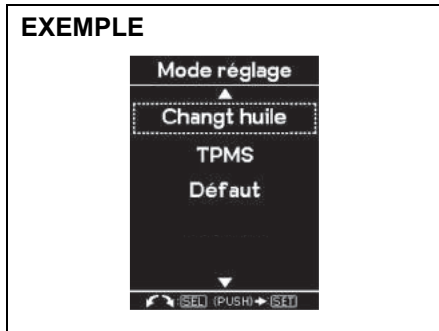 EXEMPLE
Mode réglage
Changt huile
TPMS
Défaut
:SEL (PUSH)➔:SET